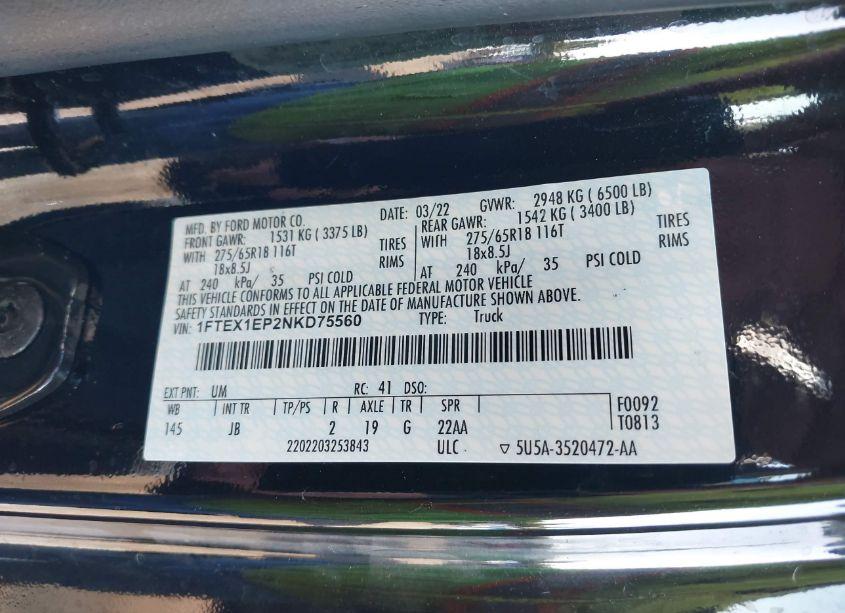 MFD. BY FORD MOTOR CO.
DATE: 03/22 GVWR: 2948 KG ( 6500 LB)
FRONT GAWR: 1531 KG ( 3375 LB) REAR GAWR: 1542 KG ( 3400 LB)
WITH 275/65R18 116T TIRES WITH 275/65R18 116T TIRES
18x8.5J RIMS 18x8.5J RIMS
AT 240 kPa/ 35 PSI COLD AT 240 kPa/ 35 PSI COLD
THIS VEHICLE CONFORMS TO ALL APPLICABLE FEDERAL MOTOR VEHICLE
SAFETY STANDARDS IN EFFECT ON THE DATE OF MANUFACTURE SHOWN ABOVE.
VIN: 1FTEX1EP2NKD75560 TYPE: Truck
EXT PNT: UM RC: 41 DSO:
WB INT TR TP/PS R AXLE TR SPR F0092
145 JB 2 19 G 22AA T0813
2202203253843 ULC ▽ 5U5A-3520472-AA